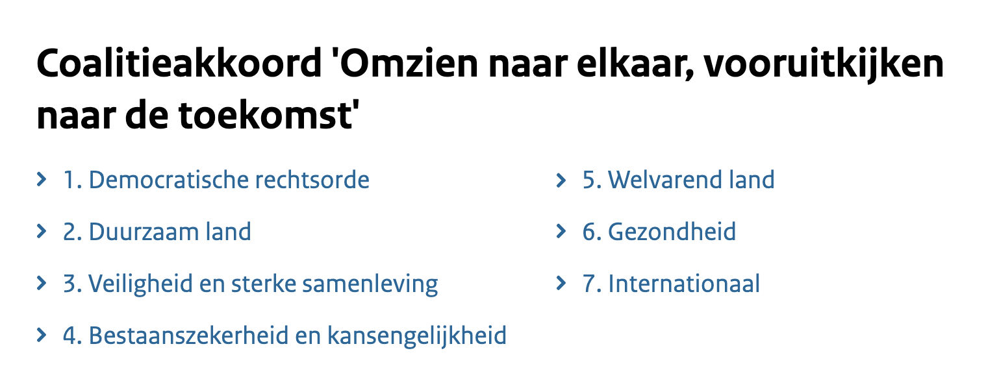 Coalitieakkoord 'Omzien naar elkaar, vooruitkijken
naar de toekomst'
1. Democratische rechtsorde
2. Duurzaam land
3. Veiligheid en sterke samenleving
4. Bestaanszekerheid en kansengelijkheid
5. Welvarend land
6. Gezondheid
7. Internationaal